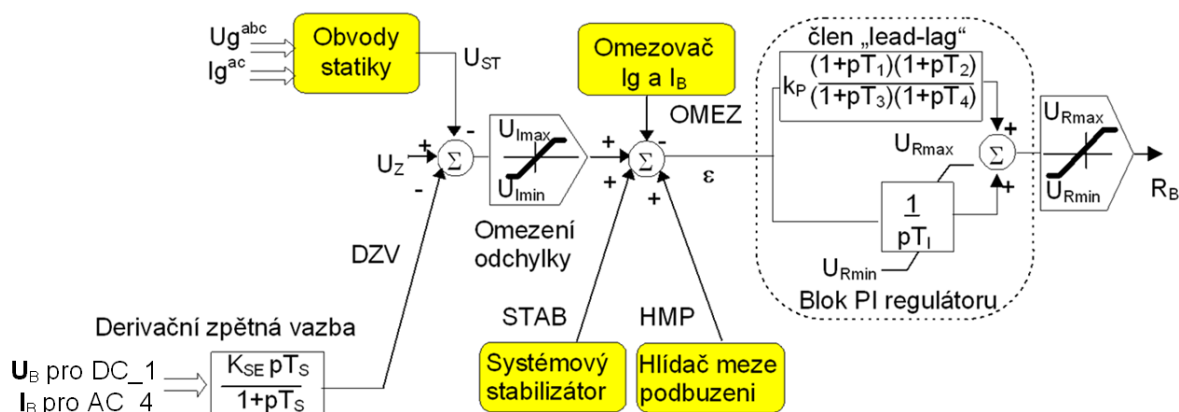 Ug^abc
Ig^ac
Obvody
statiky
U_ST
Omezovač
Ig a I_B
OMEZ
člen „lead-lag“
k_P (1+pT_1)(1+pT_2)
(1+pT_3)(1+pT_4)
U_Z
+
-
-
Σ
U_Imax
U_Imin
Omezení
odchylky
+
-
+
+
Σ
ε
U_Rmax
1
pT_I
U_Rmin
+
+
Σ
U_Rmax
U_Rmin
R_B
Blok PI regulátoru
DZV
STAB
HMP
Systémový
stabilizátor
Hlídač meze
podbuzeni
Derivační zpětná vazba
U_B pro DC_1
I_B pro AC_4
K_SE pT_S
1+pT_S